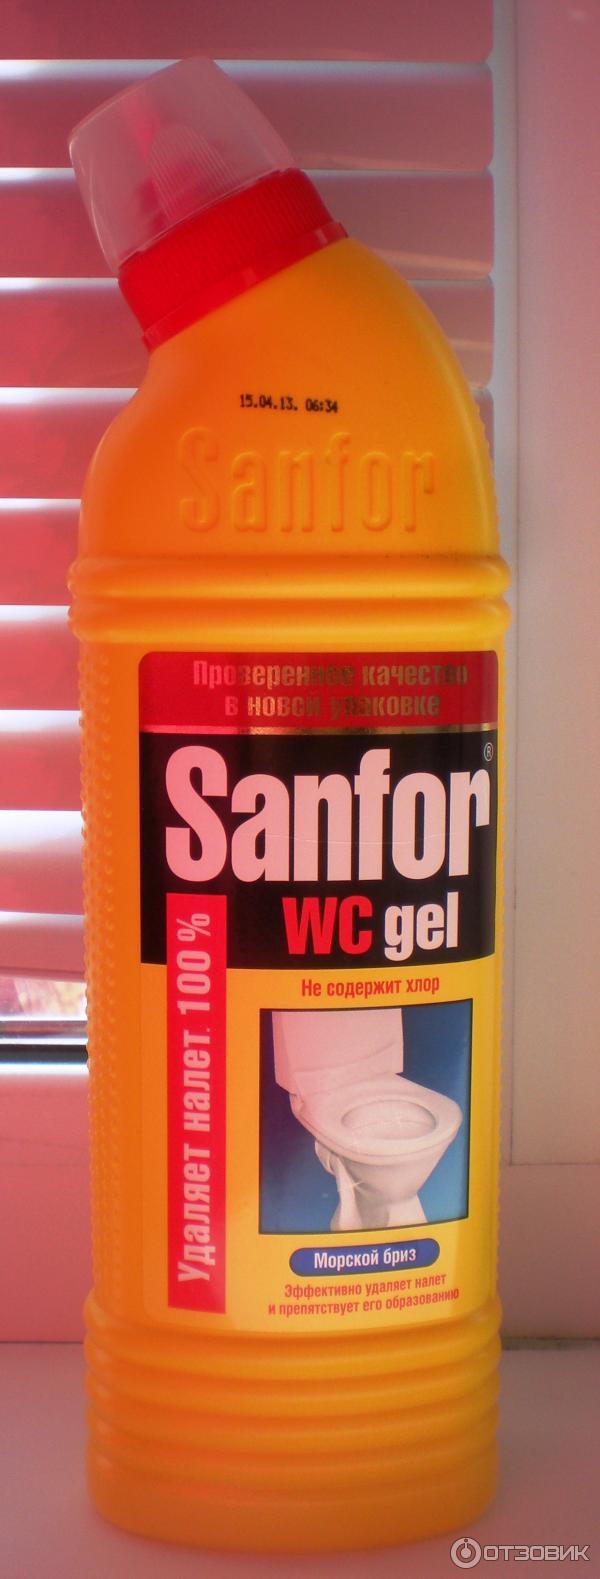 15.04.13. 06:34
Sanfor
Проверенное качество
в новой упаковке
Sanfor®
WC gel
Не содержит хлор
Удаляет налет. 100%
Морской бриз
Эффективно удаляет налет
и препятствует его образованию
ОТЗОВИК